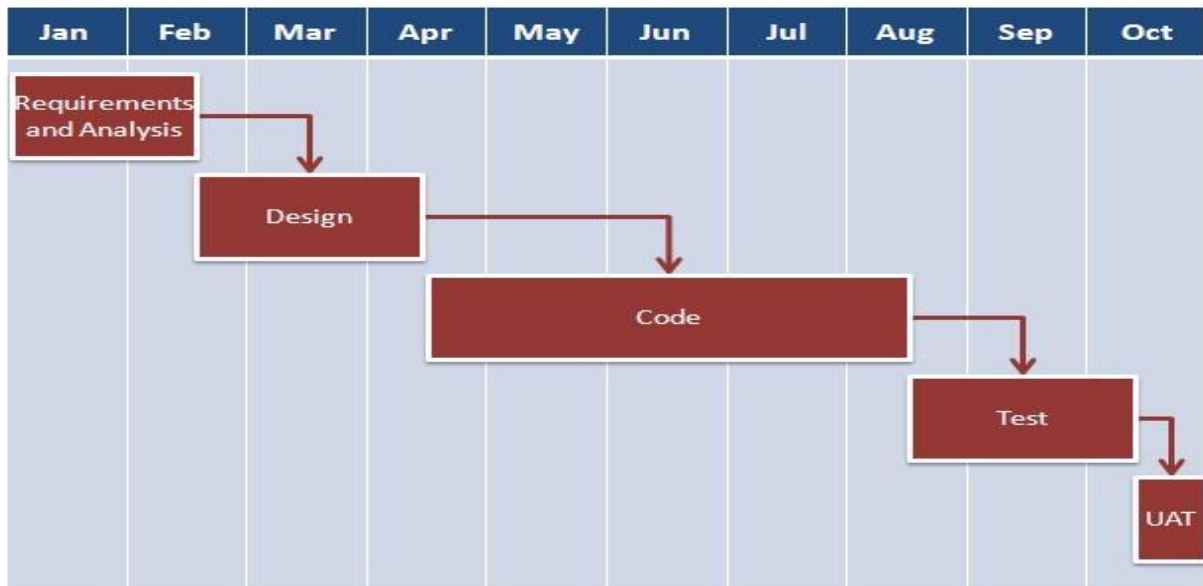 Jan Feb Mar Apr May Jun Jul Aug Sep Oct
Requirements
and Analysis
Design
Code
Test
UAT